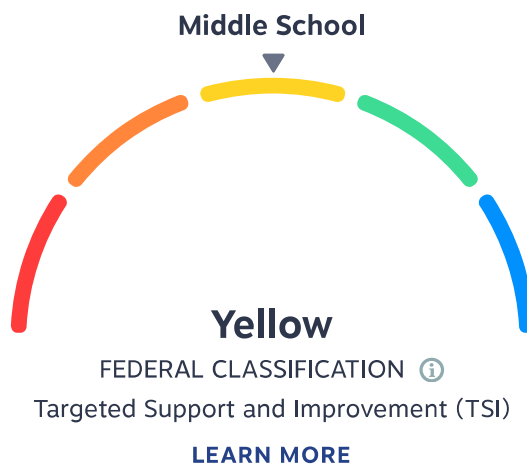 Middle School
Yellow
FEDERAL CLASSIFICATION
Targeted Support and Improvement (TSI)
LEARN MORE